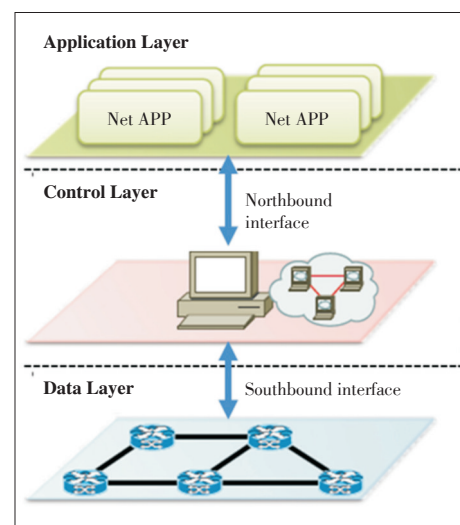 Application Layer
Net APP
Net APP
Control Layer
Northbound
interface
Data Layer
Southbound interface